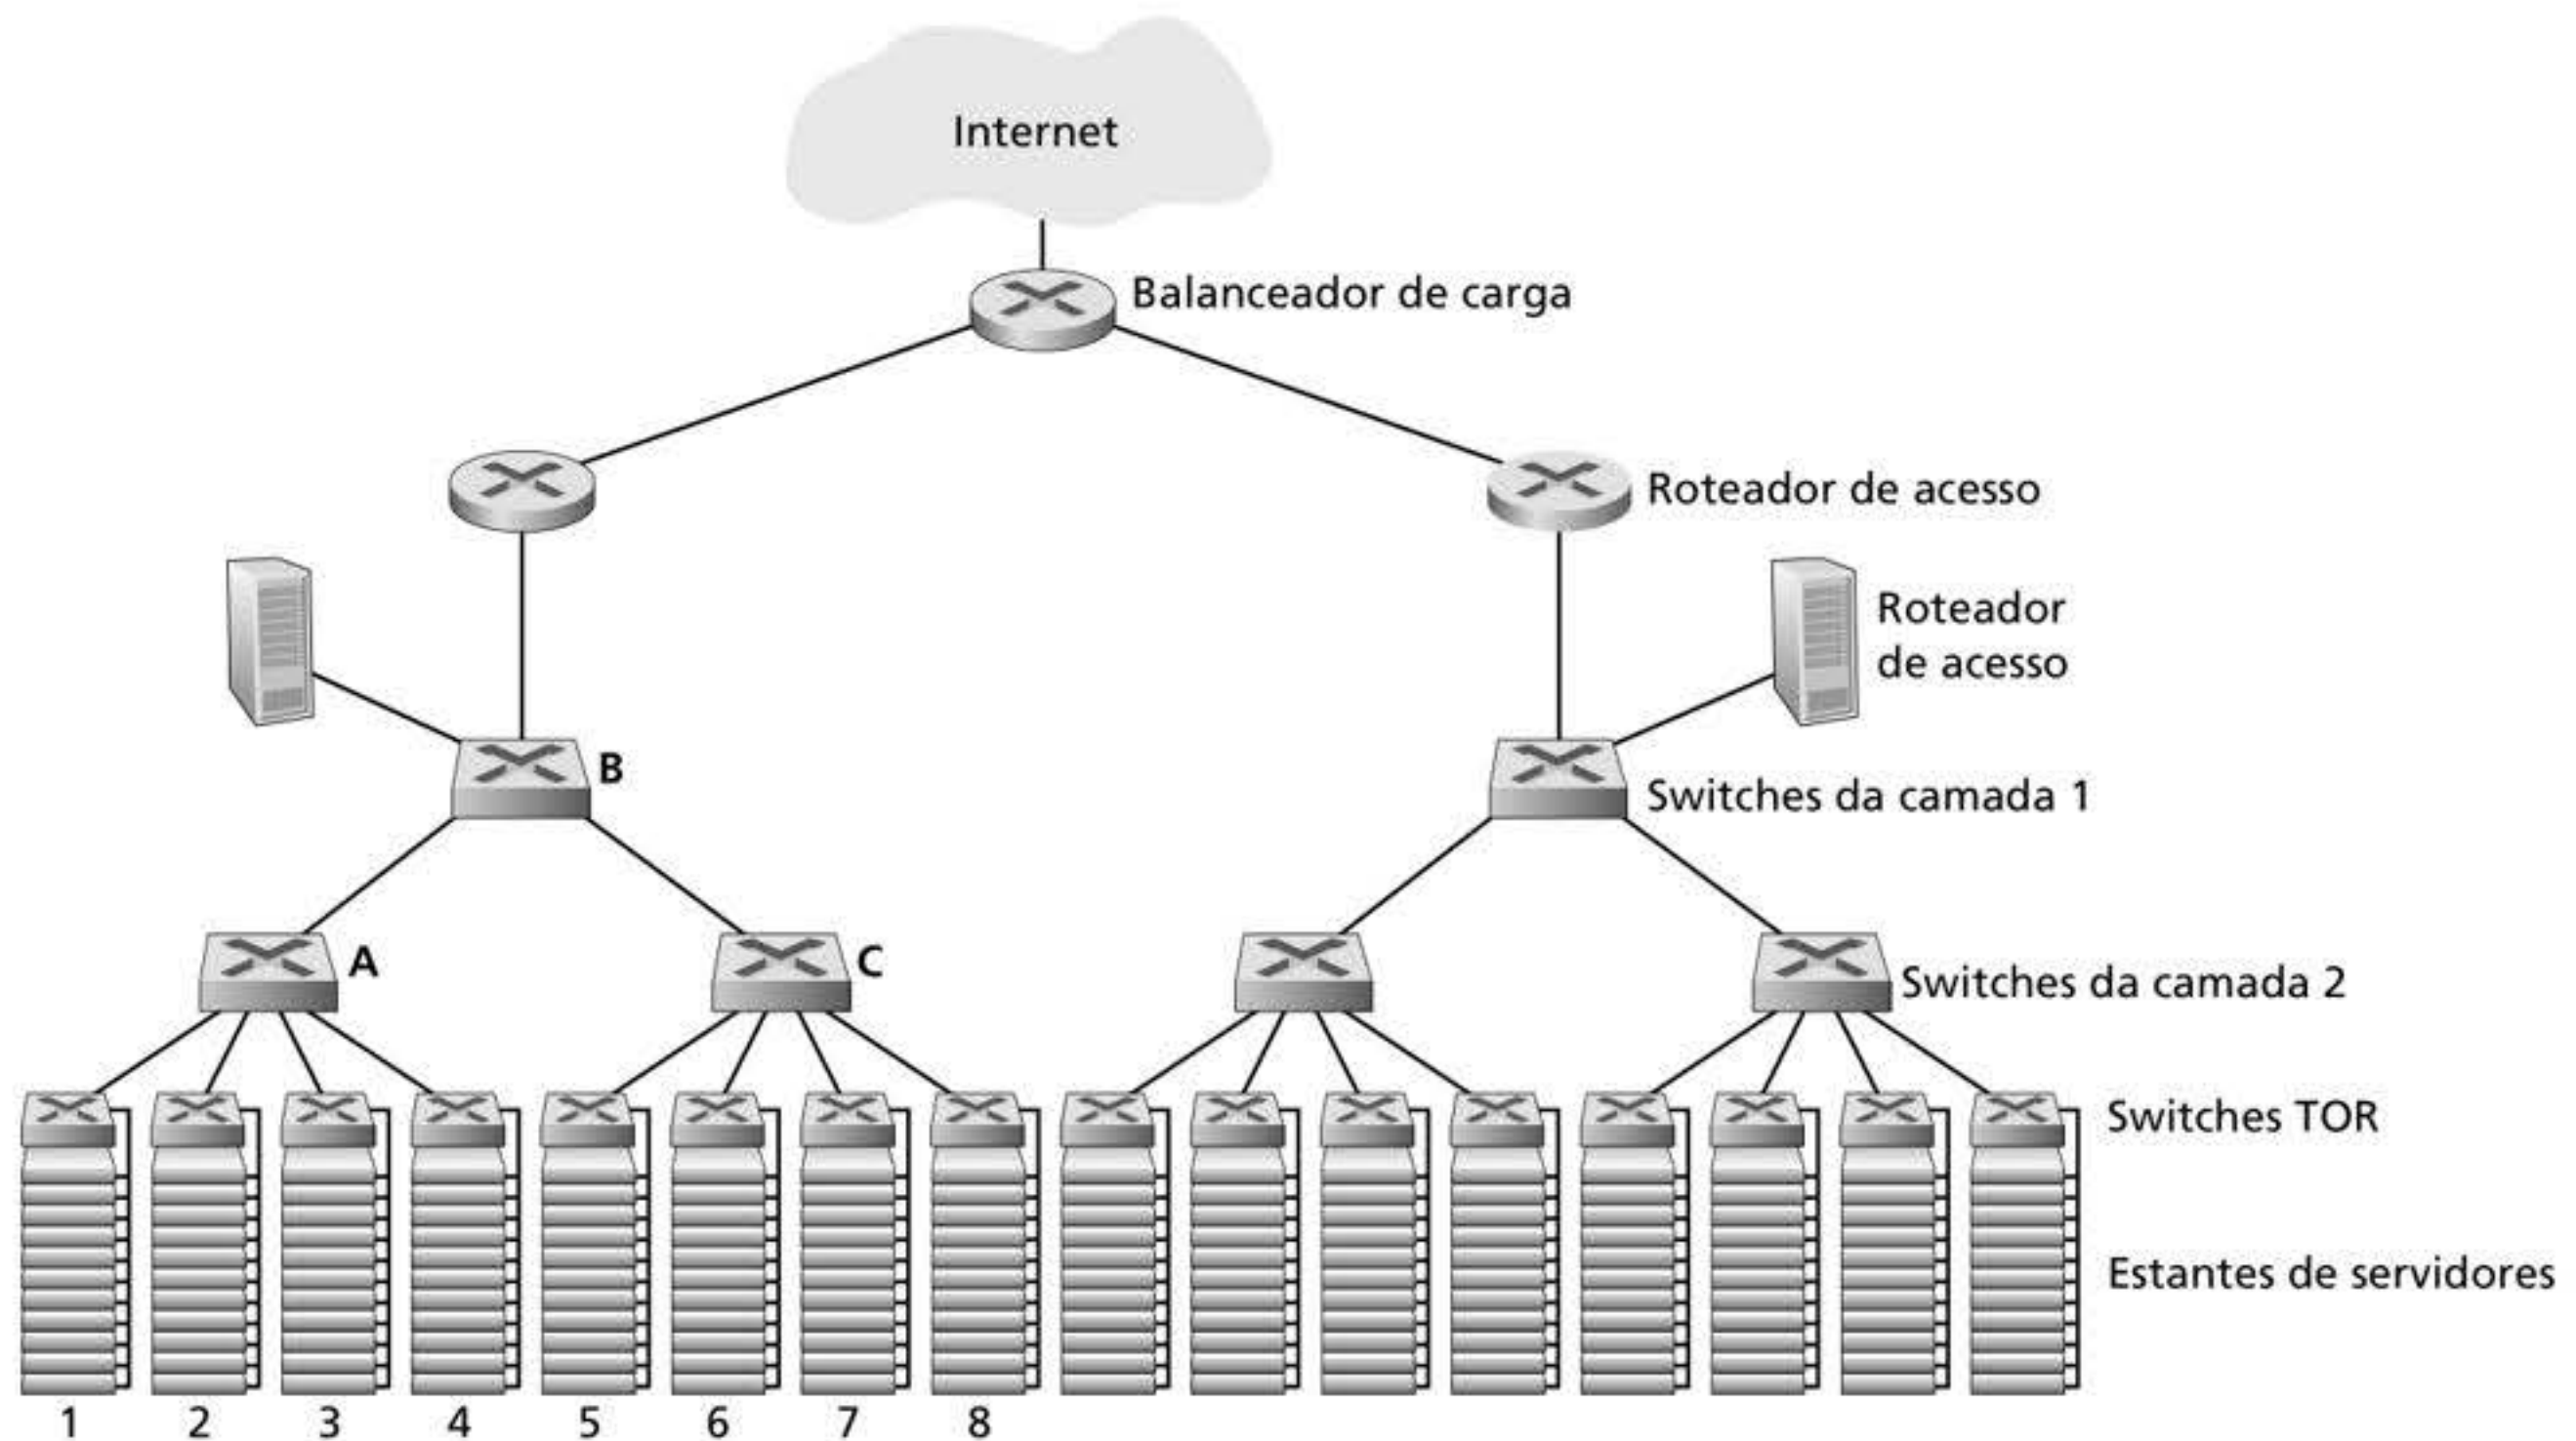 Internet
Balanceador de carga
Roteador de acesso
Roteador
de acesso
B
Switches da camada 1
A
C
Switches da camada 2
Switches TOR
Estantes de servidores
1 2 3 4 5 6 7 8